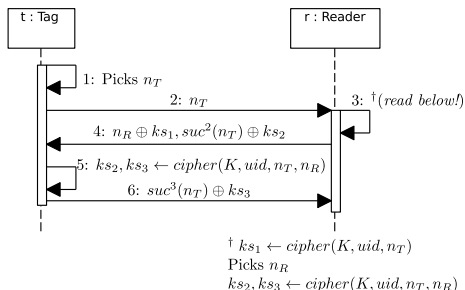 t : Tag
r : Reader
1: Picks n_T
2: n_T
3: †(read below!)
4: n_R ⊕ ks_1, suc^2(n_T) ⊕ ks_2
5: ks_2, ks_3 ← cipher(K, uid, n_T, n_R)
6: suc^3(n_T) ⊕ ks_3
† ks_1 ← cipher(K, uid, n_T)
Picks n_R
ks_2, ks_3 ← cipher(K, uid, n_T, n_R)